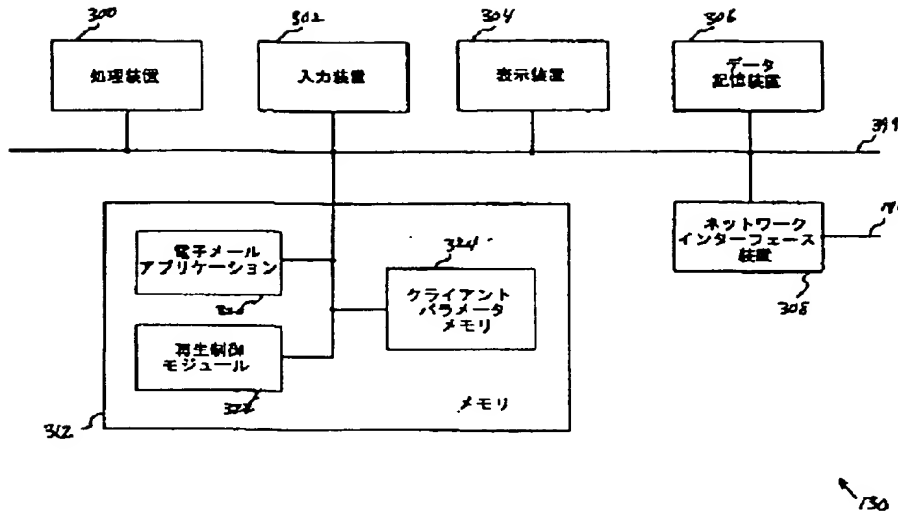 300
302
304
306
処理装置
入力装置
表示装置
データ
記憶装置
399
ネットワーク
インターフェース
装置
308
電子メール
アプリケーション
324
クライアント
パラメータ
メモリ
再生制御
モジュール
322
メモリ
312
130